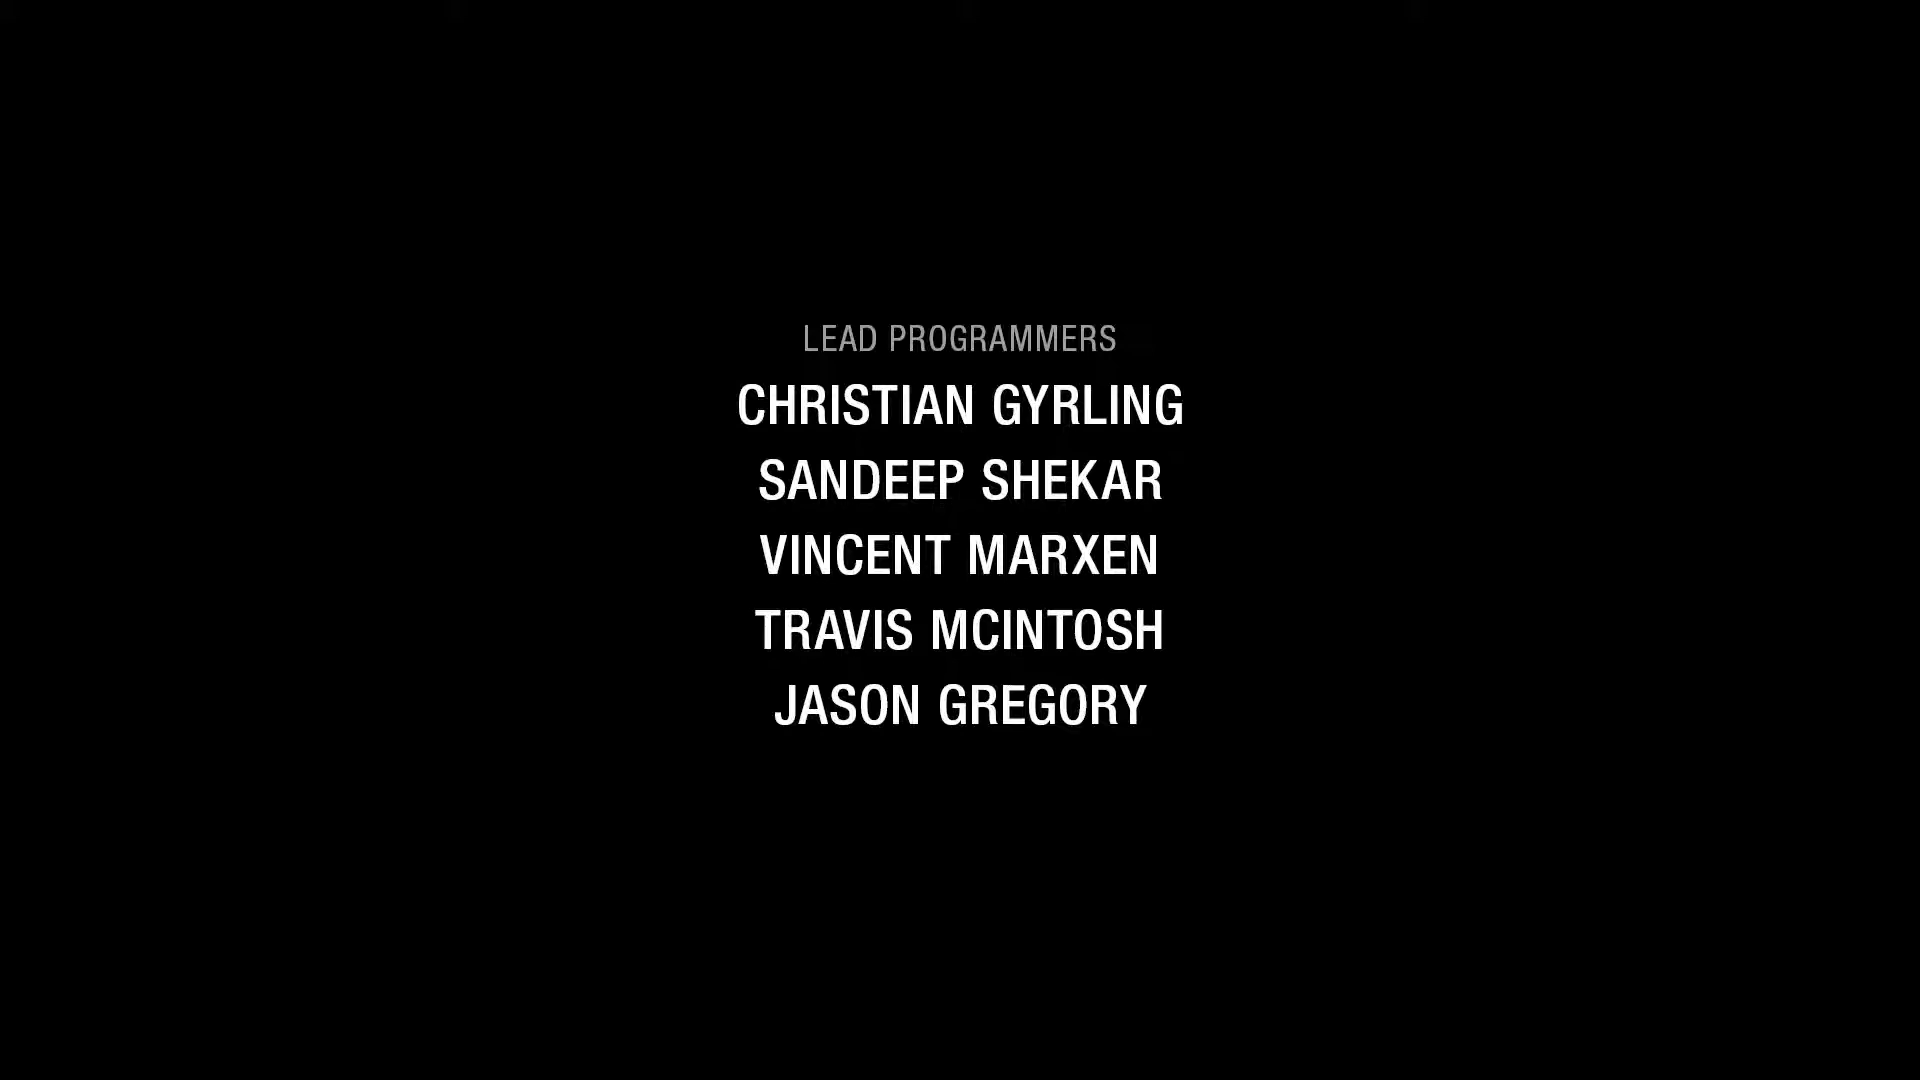 LEAD PROGRAMMERS
CHRISTIAN GYRLING
SANDEEP SHEKAR
VINCENT MARXEN
TRAVIS MCINTOSH
JASON GREGORY